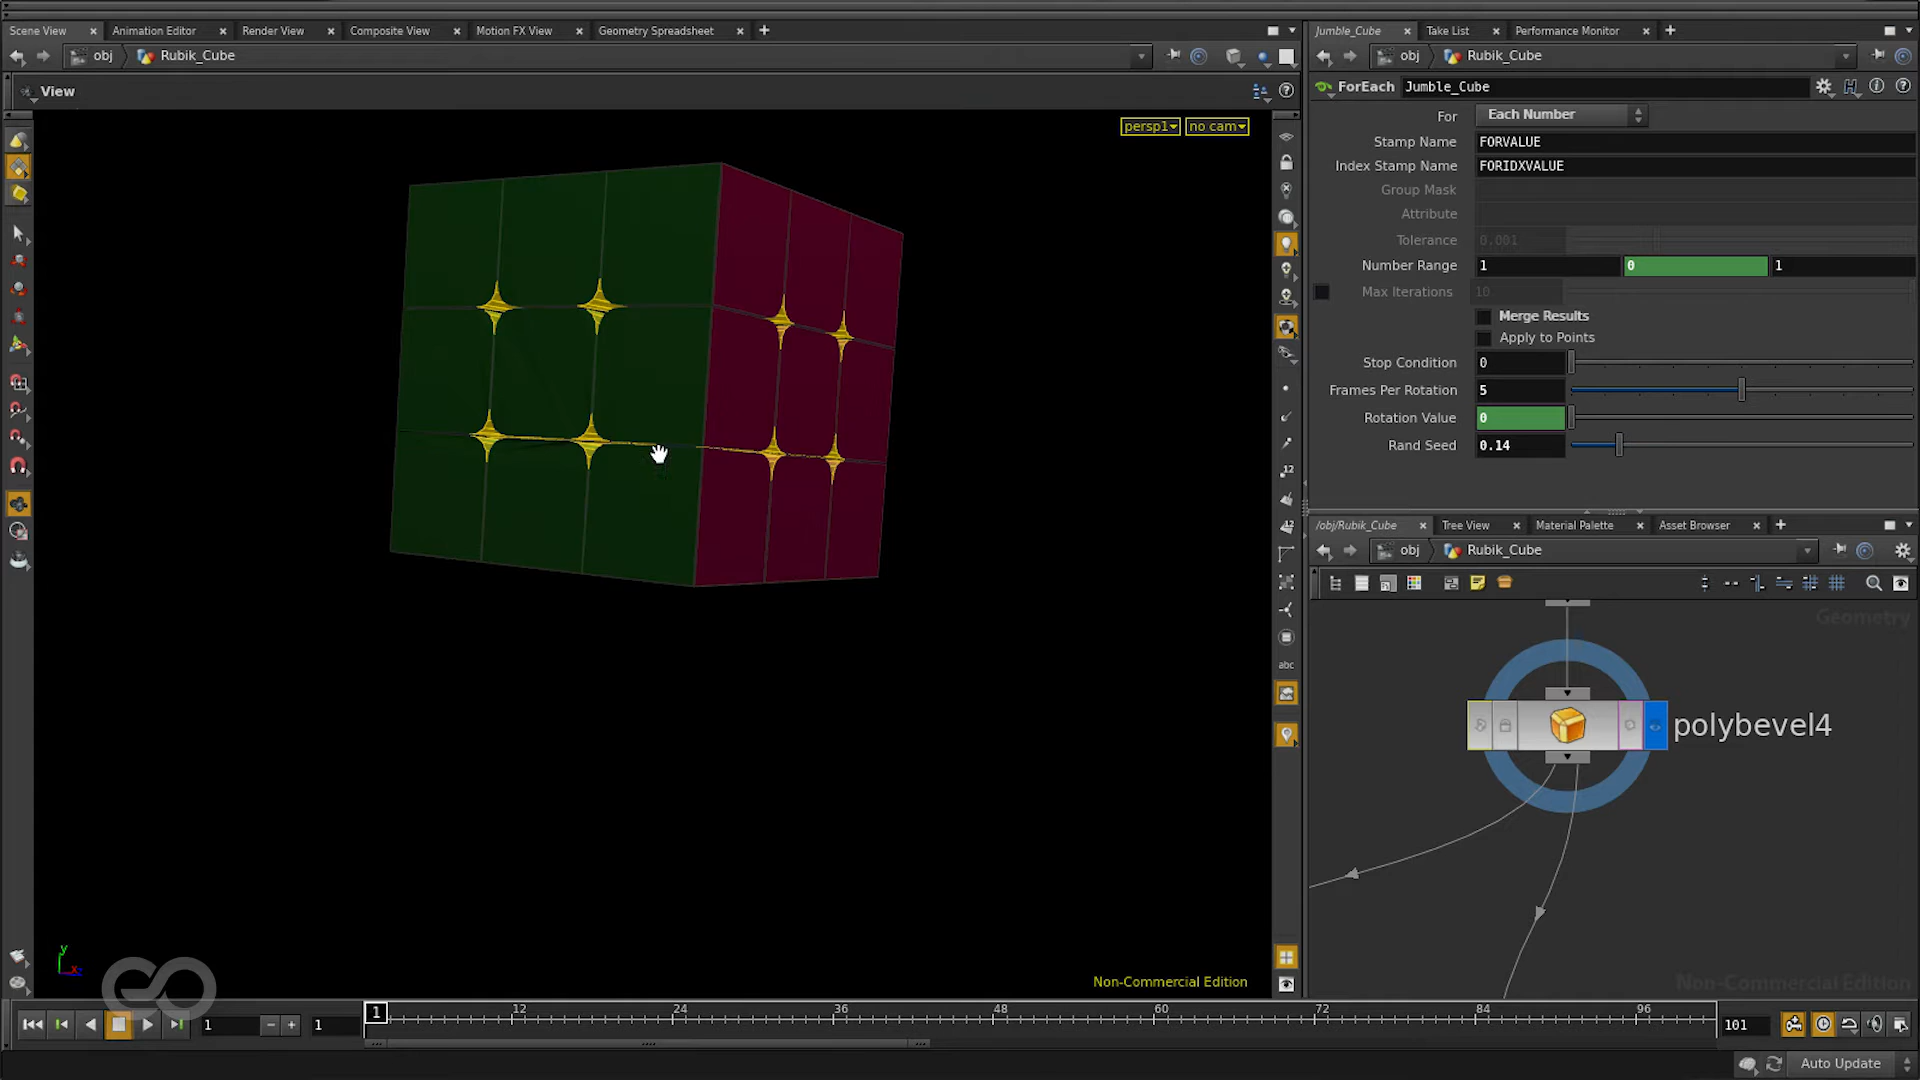 Scene View
Animation Editor
Render View
Composite View
Motion FX View
Geometry Spreadsheet
obj
Rubik_Cube
View
persp1
no cam
12
12
abc
y
x
GO
Non-Commercial Edition
Jumble_Cube
Take List
Performance Monitor
obj
Rubik_Cube
ForEach
Jumble_Cube
For
Each Number
Stamp Name
FORVALUE
Index Stamp Name
FORIDXVALUE
Group Mask
Attribute
Tolerance
0.001
Number Range
1
0
1
Max Iterations
10
Merge Results
Apply to Points
Stop Condition
0
Frames Per Rotation
5
Rotation Value
0
Rand Seed
0.14
/obj/Rubik_Cube
Tree View
Material Palette
Asset Browser
obj
Rubik_Cube
Geometry
polybevel4
Non-Commercial Edition
1
1
1
12
24
36
48
60
72
84
96
101
Auto Update